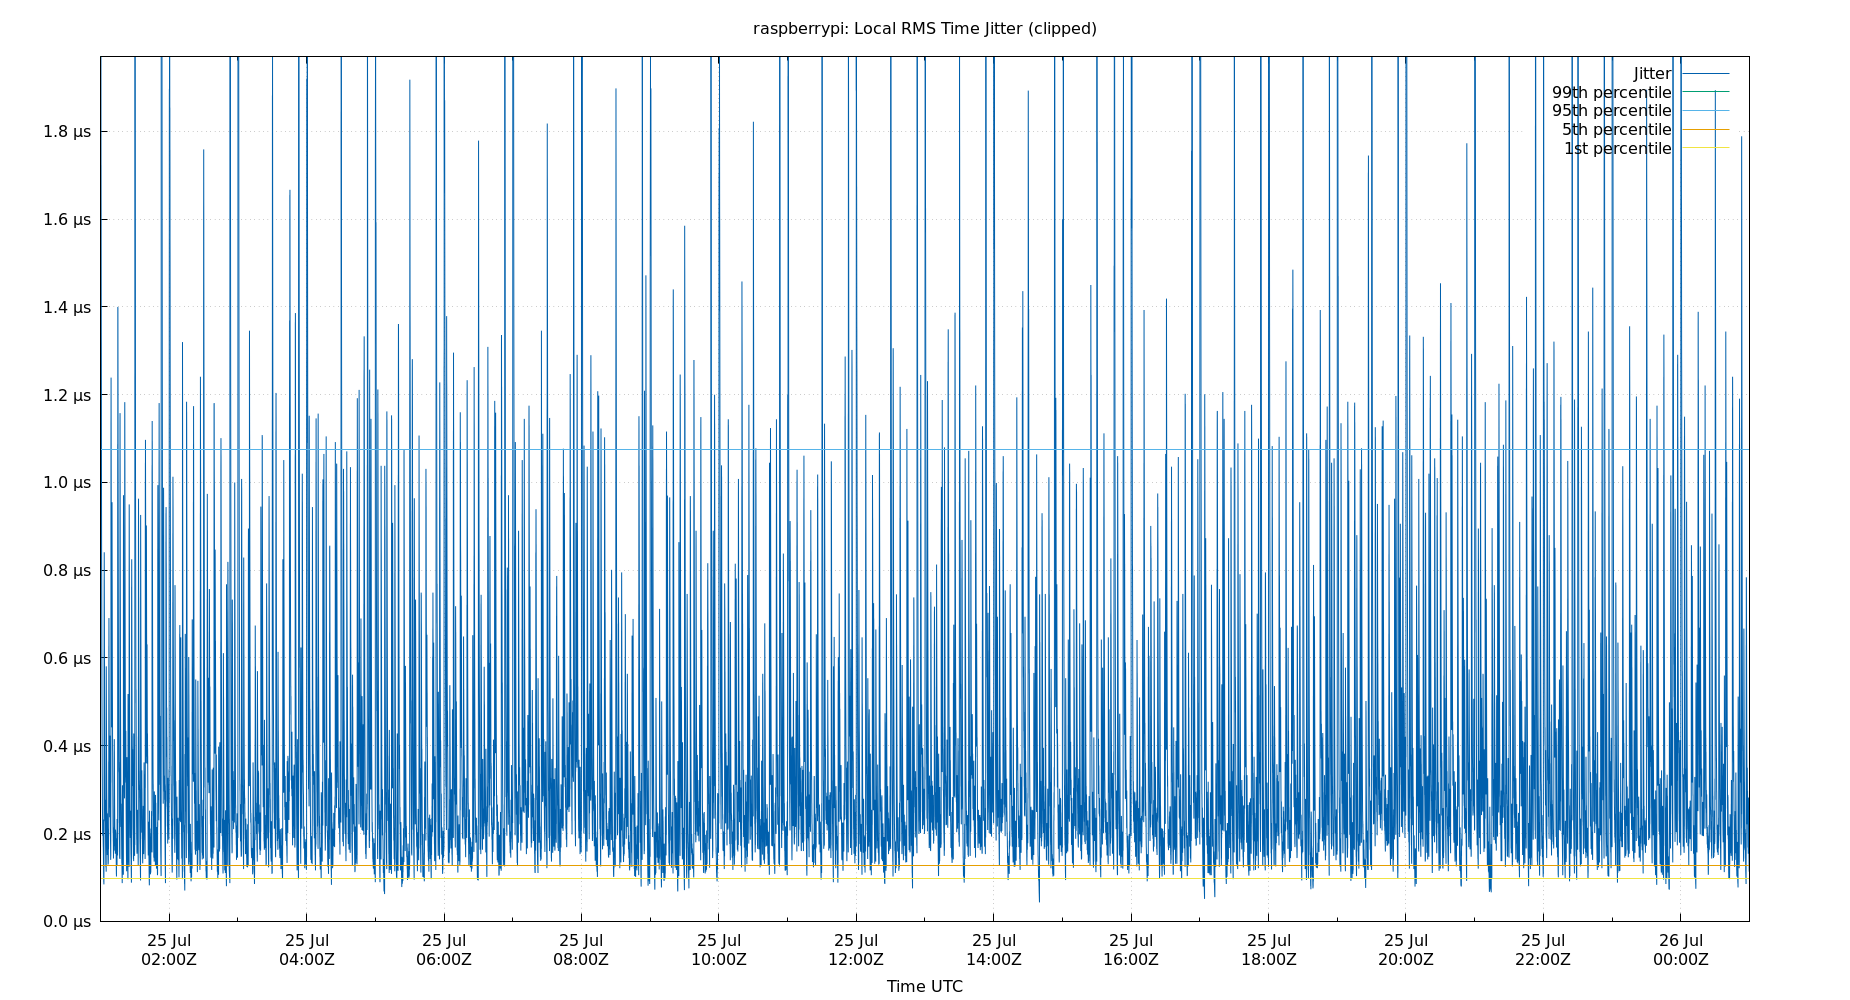 raspberrypi: Local RMS Time Jitter (clipped)
Jitter
99th percentile
95th percentile
5th percentile
1st percentile
1.8 µs
1.6 µs
1.4 µs
1.2 µs
1.0 µs
0.8 µs
0.6 µs
0.4 µs
0.2 µs
0.0 µs
25 Jul 25 Jul 25 Jul 25 Jul 25 Jul 25 Jul 25 Jul 25 Jul 25 Jul 25 Jul 25 Jul 26 Jul
02:00Z 04:00Z 06:00Z 08:00Z 10:00Z 12:00Z 14:00Z 16:00Z 18:00Z 20:00Z 22:00Z 00:00Z
Time UTC